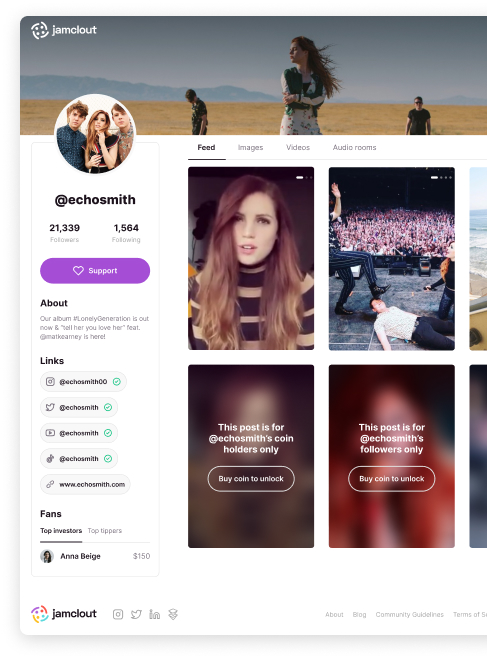 jamclout
Feed Images Videos Audio rooms
@echosmith
21,339 1,564
Followers Following
Support
About
Our album #LonelyGeneration is out
now & "tell her you love her" feat.
@matkearney is here!
Links
@echosmith00
@echosmith
@echosmith
@echosmith
www.echosmith.com
Fans
Top investors Top tippers
Anna Beige $150
This post is for
@echosmith's coin
holders only
Buy coin to unlock
This post is for
@echosmith's
followers only
Buy coin to unlock
jamclout
About Blog Community Guidelines Terms of Se